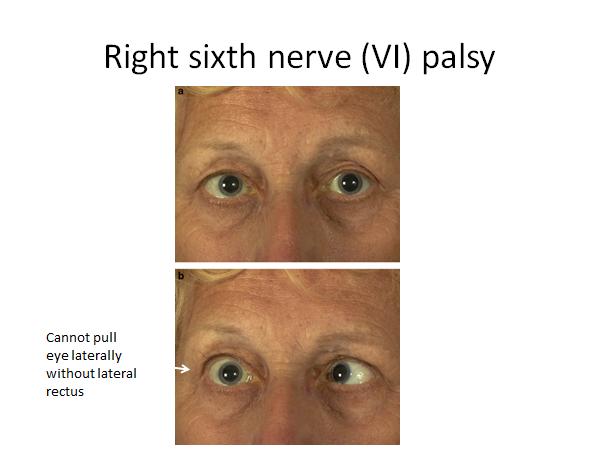 Right sixth nerve (VI) palsy
a
b
Cannot pull
eye laterally
without lateral
rectus